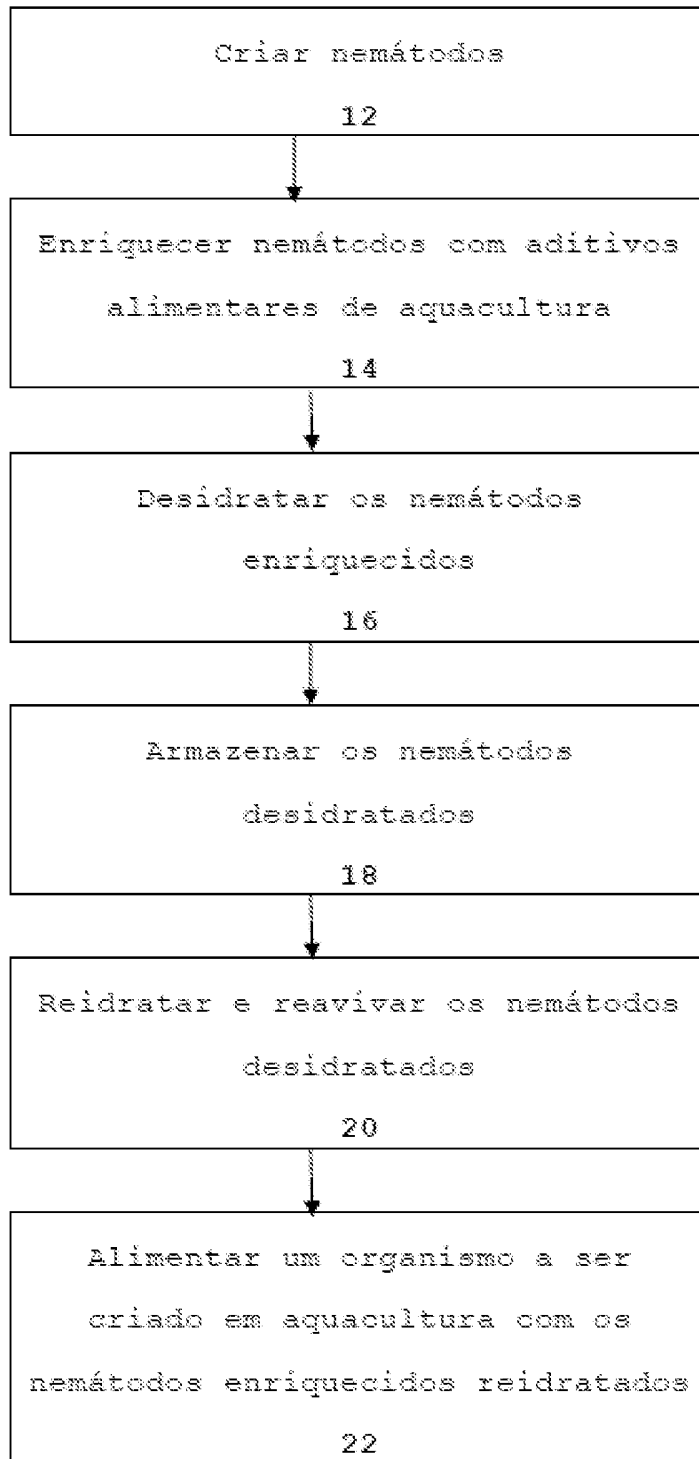 Criar nemátodos
12
Enriquecer nemátodos com aditivos
alimentares de aquacultura
14
Desidratar os nemátodos
enriquecidos
16
Armazenar os nemátodos
desidratados
18
Reidratar e reavivar os nemátodos
desidratados
20
Alimentar um organismo a ser
criado em aquacultura com os
nemátodos enriquecidos reidratados
22